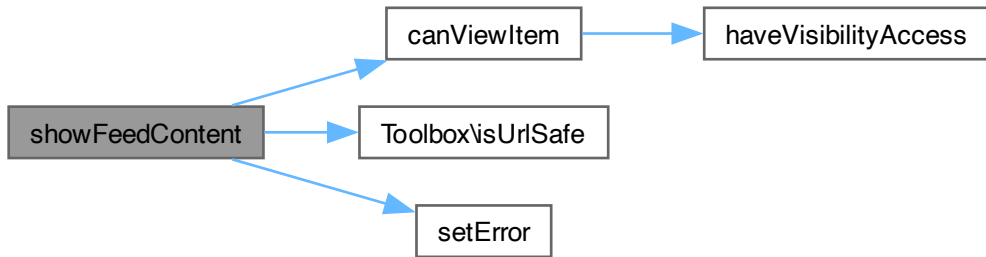 canViewItem
haveVisibilityAccess
showFeedContent
Toolbox\isUrlSafe
setError